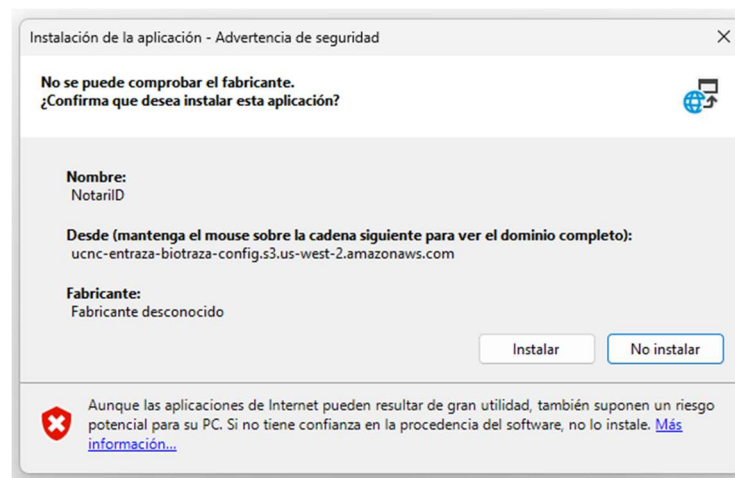 Instalación de la aplicación - Advertencia de seguridad
No se puede comprobar el fabricante.
¿Confirma que desea instalar esta aplicación?
Nombre:
NotariID
Desde (mantenga el mouse sobre la cadena siguiente para ver el dominio completo):
ucnc-entraza-biotraza-config.s3.us-west-2.amazonaws.com
Fabricante:
Fabricante desconocido
Instalar
No instalar
Aunque las aplicaciones de Internet pueden resultar de gran utilidad, también suponen un riesgo
potencial para su PC. Si no tiene confianza en la procedencia del software, no lo instale. Más
información...